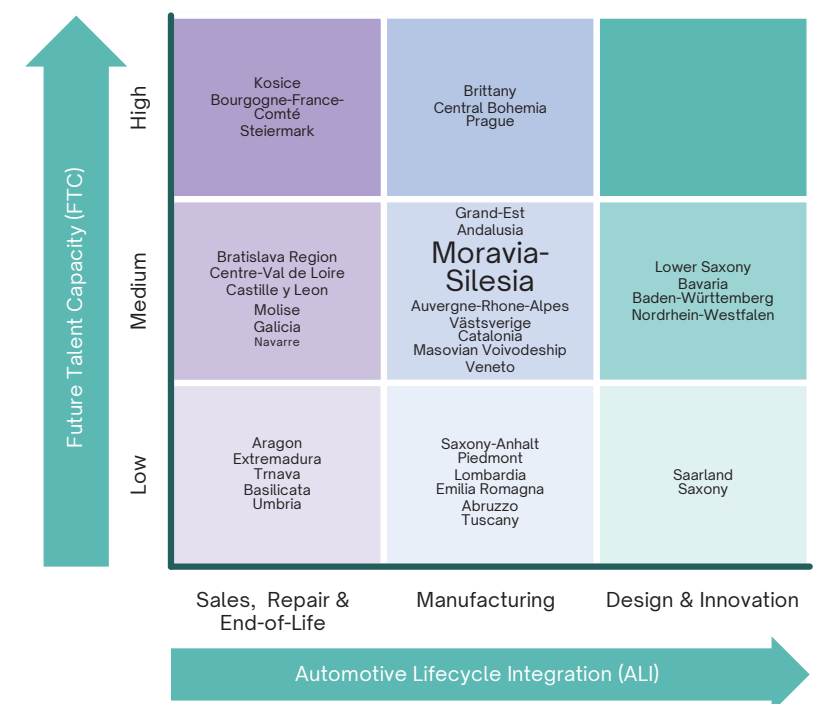 Future Talent Capacity (FTC)
High
Kosice
Bourgogne-France-
Comté
Steiermark
Brittany
Central Bohemia
Prague
Medium
Bratislava Region
Centre-Val de Loire
Castille y Leon
Molise
Galicia
Navarre
Grand-Est
Andalusia
Moravia-
Silesia
Auvergne-Rhone-Alpes
Västsverige
Catalonia
Masovian Voivodeship
Veneto
Lower Saxony
Bavaria
Baden-Württemberg
Nordrhein-Westfalen
Low
Aragon
Extremadura
Trnava
Basilicata
Umbria
Saxony-Anhalt
Piedmont
Lombardia
Emilia Romagna
Abruzzo
Tuscany
Saarland
Saxony
Sales, Repair &
End-of-Life
Manufacturing
Design & Innovation
Automotive Lifecycle Integration (ALI)